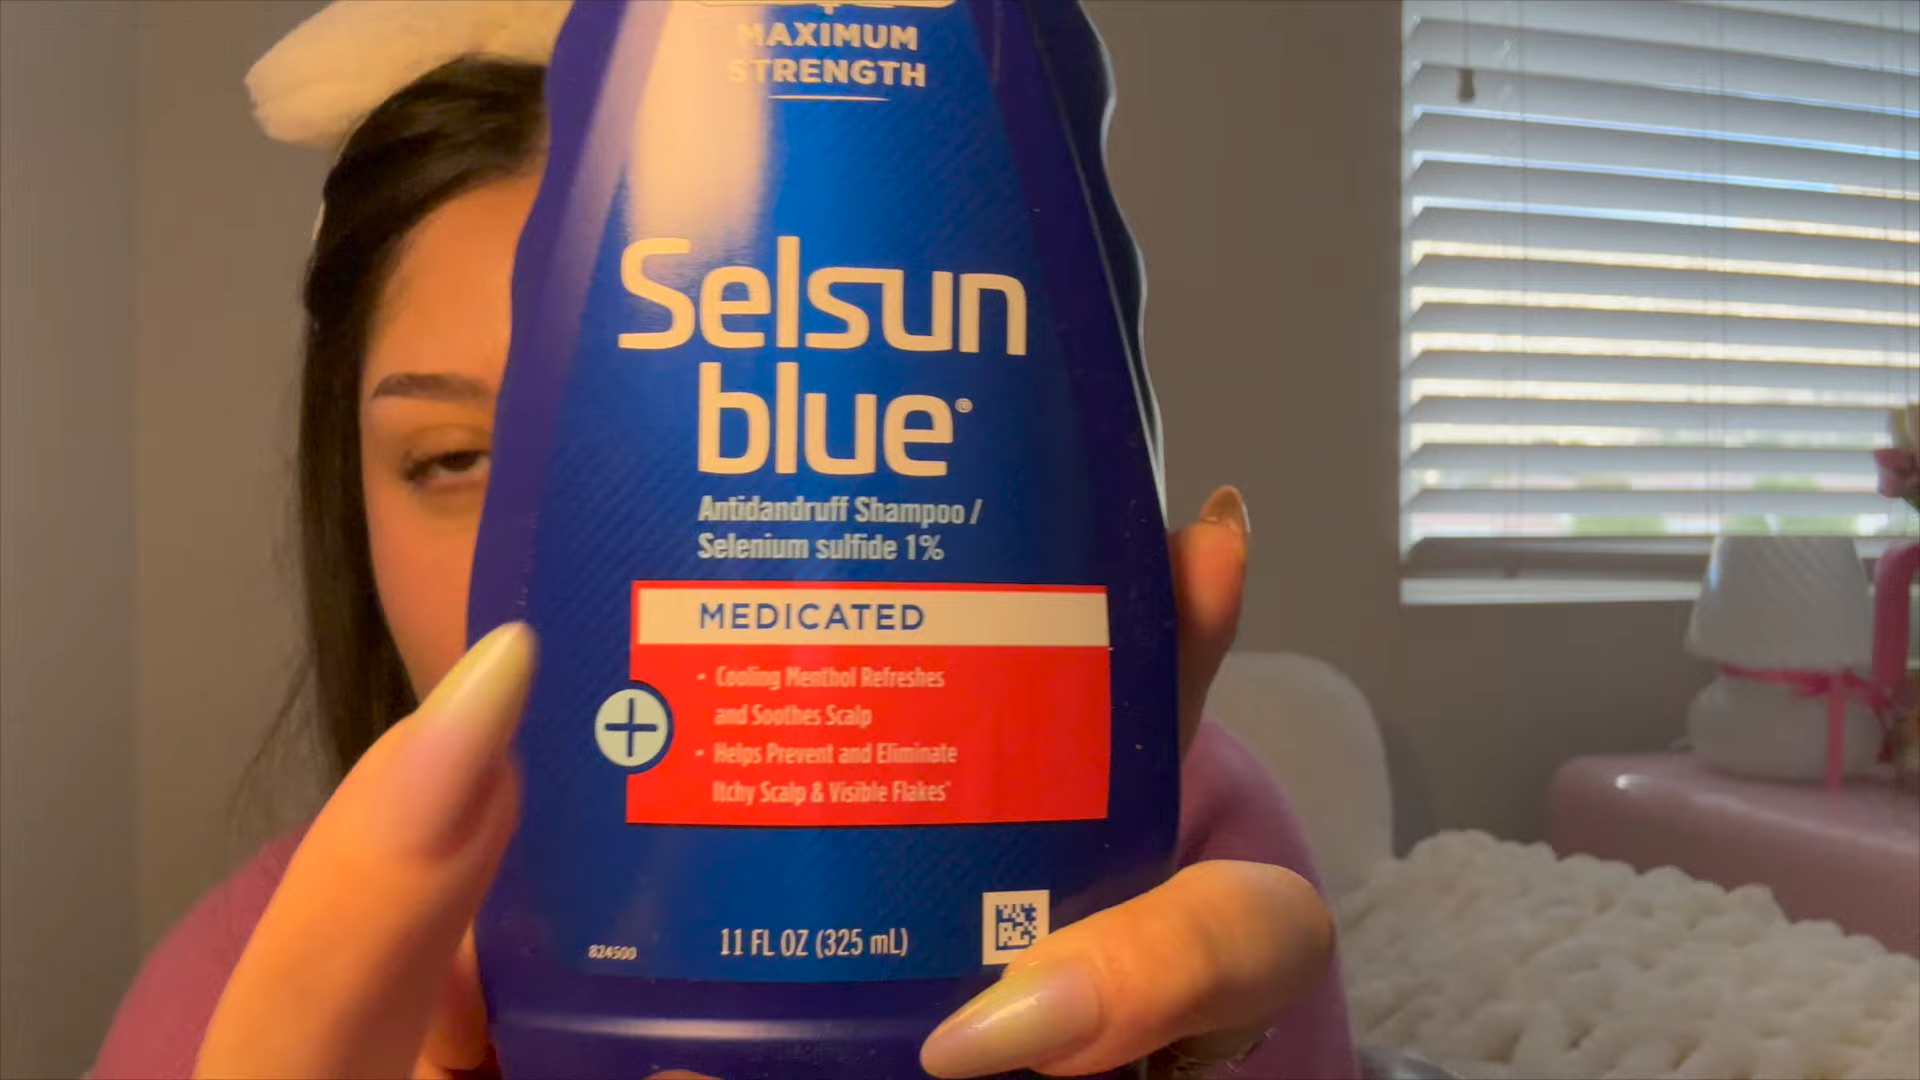 MAXIMUM
STRENGTH
Selsun
blue®
Antidandruff Shampoo /
Selenium sulfide 1%
MEDICATED
• Cooling Menthol Refreshes
and Soothes Scalp
• Helps Prevent and Eliminate
Itchy Scalp & Visible Flakes*
824500
11 FL OZ (325 mL)